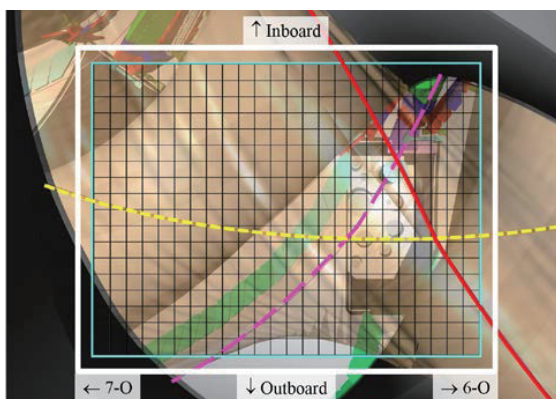 ↑ Inboard
← 7-O
↓ Outboard
→ 6-O